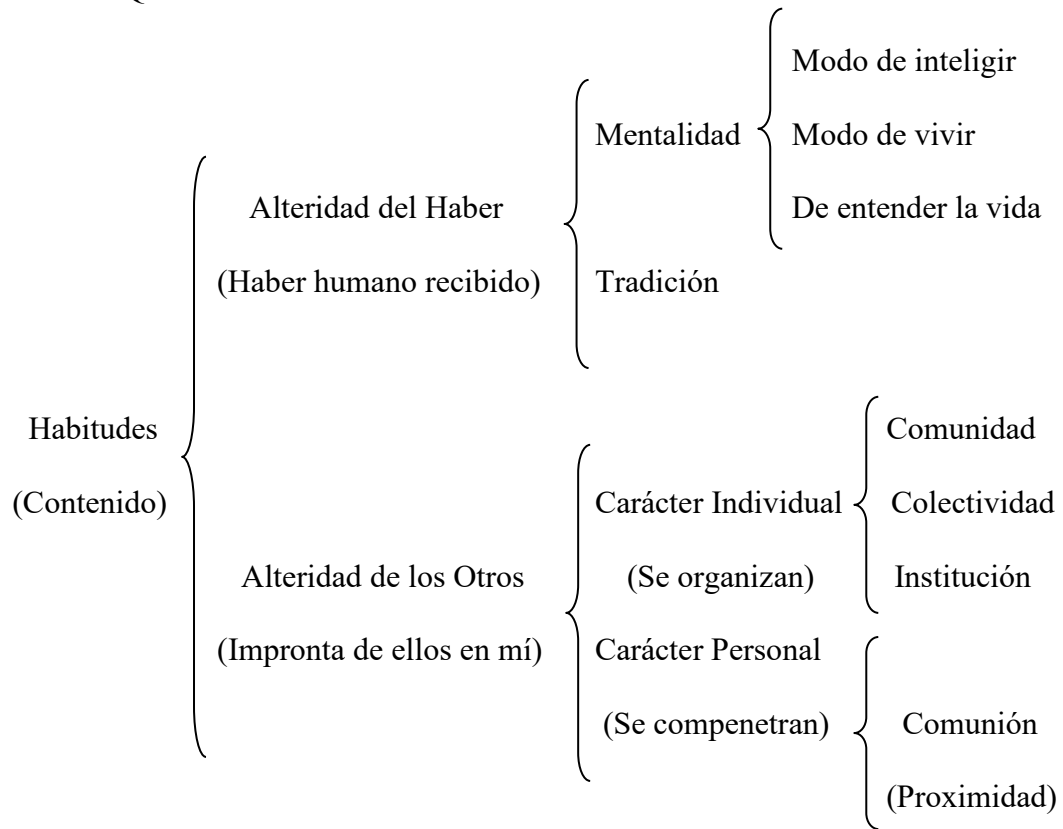 Modo de inteligir
Mentalidad
Modo de vivir
Alteridad del Haber
De entender la vida
(Haber humano recibido)
Tradición
Habitudes
Comunidad
(Contenido)
Carácter Individual
Colectividad
Alteridad de los Otros
(Se organizan)
Institución
(Impronta de ellos en mí)
Carácter Personal
(Se compenetran)
Comunión
(Proximidad)